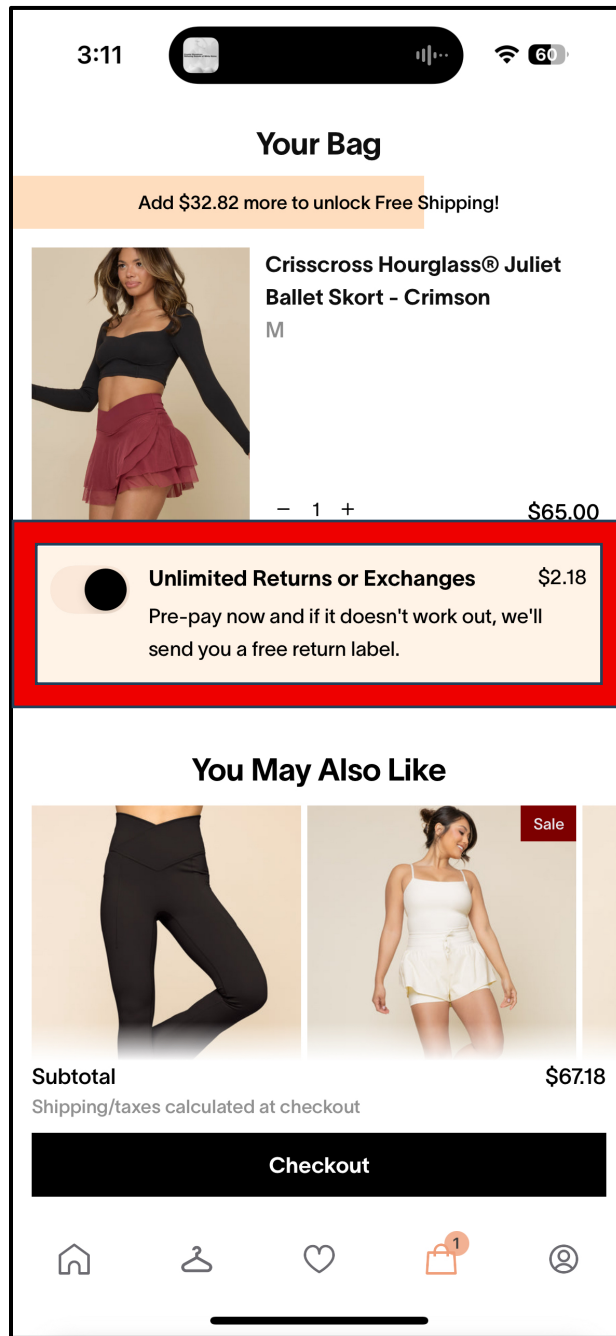 3:11
60
Your Bag
Add $32.82 more to unlock Free Shipping!
Crisscross Hourglass® Juliet
Ballet Skort - Crimson
M
− 1 +
$65.00
Unlimited Returns or Exchanges
$2.18
Pre-pay now and if it doesn't work out, we'll
send you a free return label.
You May Also Like
Sale
Subtotal
$67.18
Shipping/taxes calculated at checkout
Checkout
1